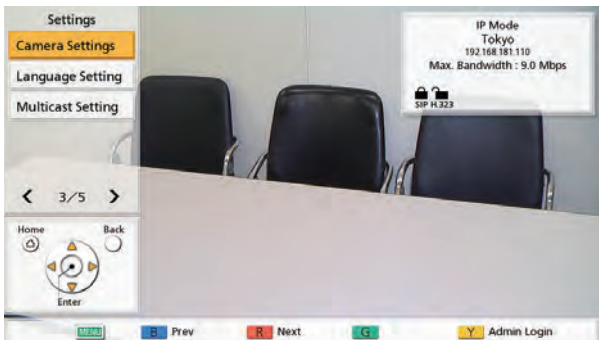 Settings
Camera Settings
Language Setting
Multicast Setting
3/5
Home
Back
Enter
IP Mode
Tokyo
192.168.181.110
Max. Bandwidth : 9.0 Mbps
SIP H.323
MENU
B Prev
R Next
G
Y Admin Login